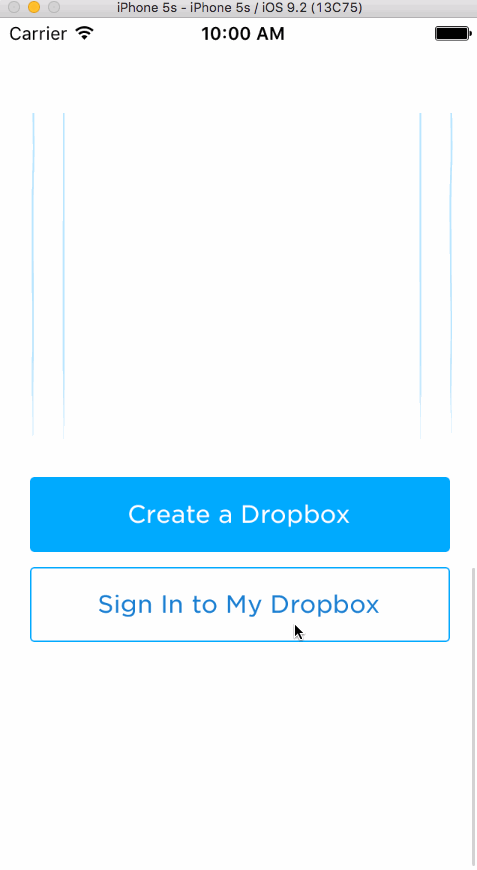 iPhone 5s - iPhone 5s / iOS 9.2 (13C75)
Carrier 10:00 AM
Create a Dropbox
Sign In to My Dropbox